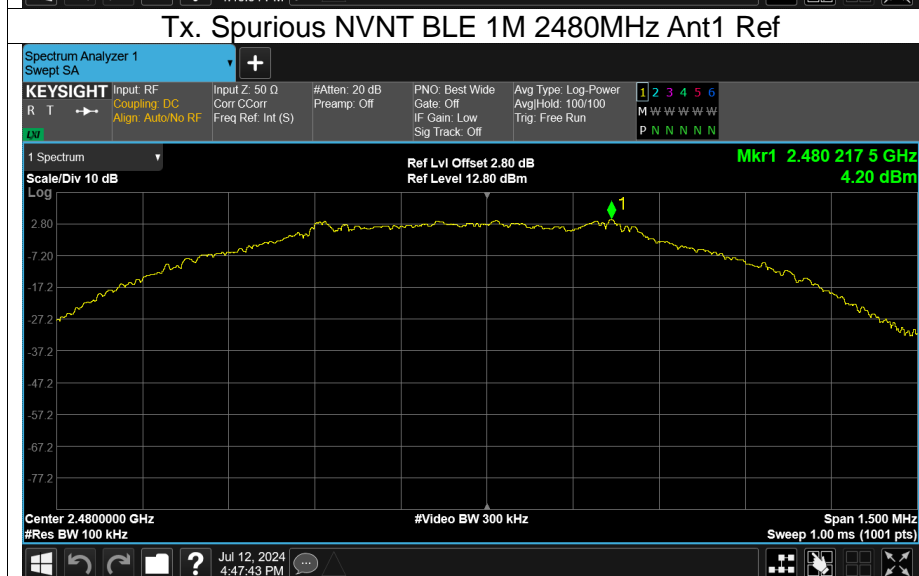 Tx. Spurious NVNT BLE 1M 2480MHz Ant1 Ref
Spectrum Analyzer 1
Swept SA
KEYSIGHT
R T
LXI
Input: RF
Coupling: DC
Align: Auto/No RF
Input Z: 50 Ω
Corr CCorr
Freq Ref: Int (S)
#Atten: 20 dB
Preamp: Off
PNO: Best Wide
Gate: Off
IF Gain: Low
Sig Track: Off
Avg Type: Log-Power
Avg|Hold: 100/100
Trig: Free Run
1 2 3 4 5 6
M W W W W W
P N N N N N
1 Spectrum
Scale/Div 10 dB
Ref Lvl Offset 2.80 dB
Ref Level 12.80 dBm
Mkr1 2.480 217 5 GHz
4.20 dBm
Log
1
2.80
-7.20
-17.2
-27.2
-37.2
-47.2
-57.2
-67.2
-77.2
Center 2.4800000 GHz
#Res BW 100 kHz
#Video BW 300 kHz
Span 1.500 MHz
Sweep 1.00 ms (1001 pts)
?
Jul 12, 2024
4:47:43 PM